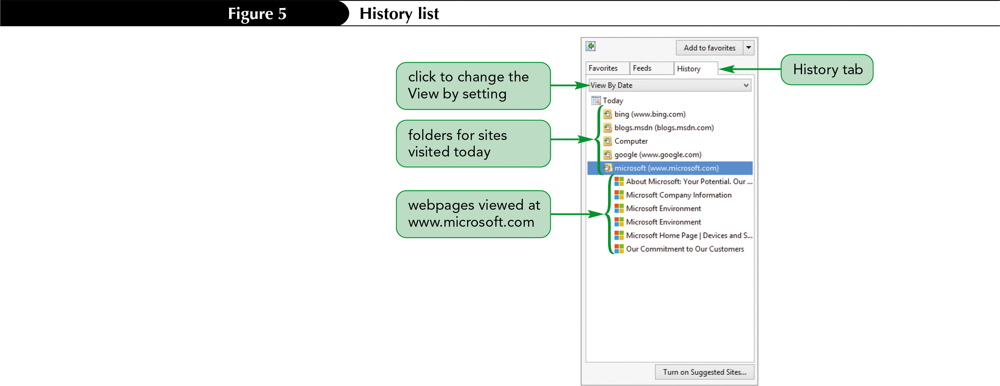 Figure 5 History list
Add to favorites
Favorites Feeds History
History tab
click to change the
View by setting
View By Date
Today
bing (www.bing.com)
blogs.msdn (blogs.msdn.com)
folders for sites
visited today
Computer
google (www.google.com)
microsoft (www.microsoft.com)
About Microsoft: Your Potential. Our ...
Microsoft Company Information
webpages viewed at
www.microsoft.com
Microsoft Environment
Microsoft Environment
Microsoft Home Page | Devices and S...
Our Commitment to Our Customers
Turn on Suggested Sites...